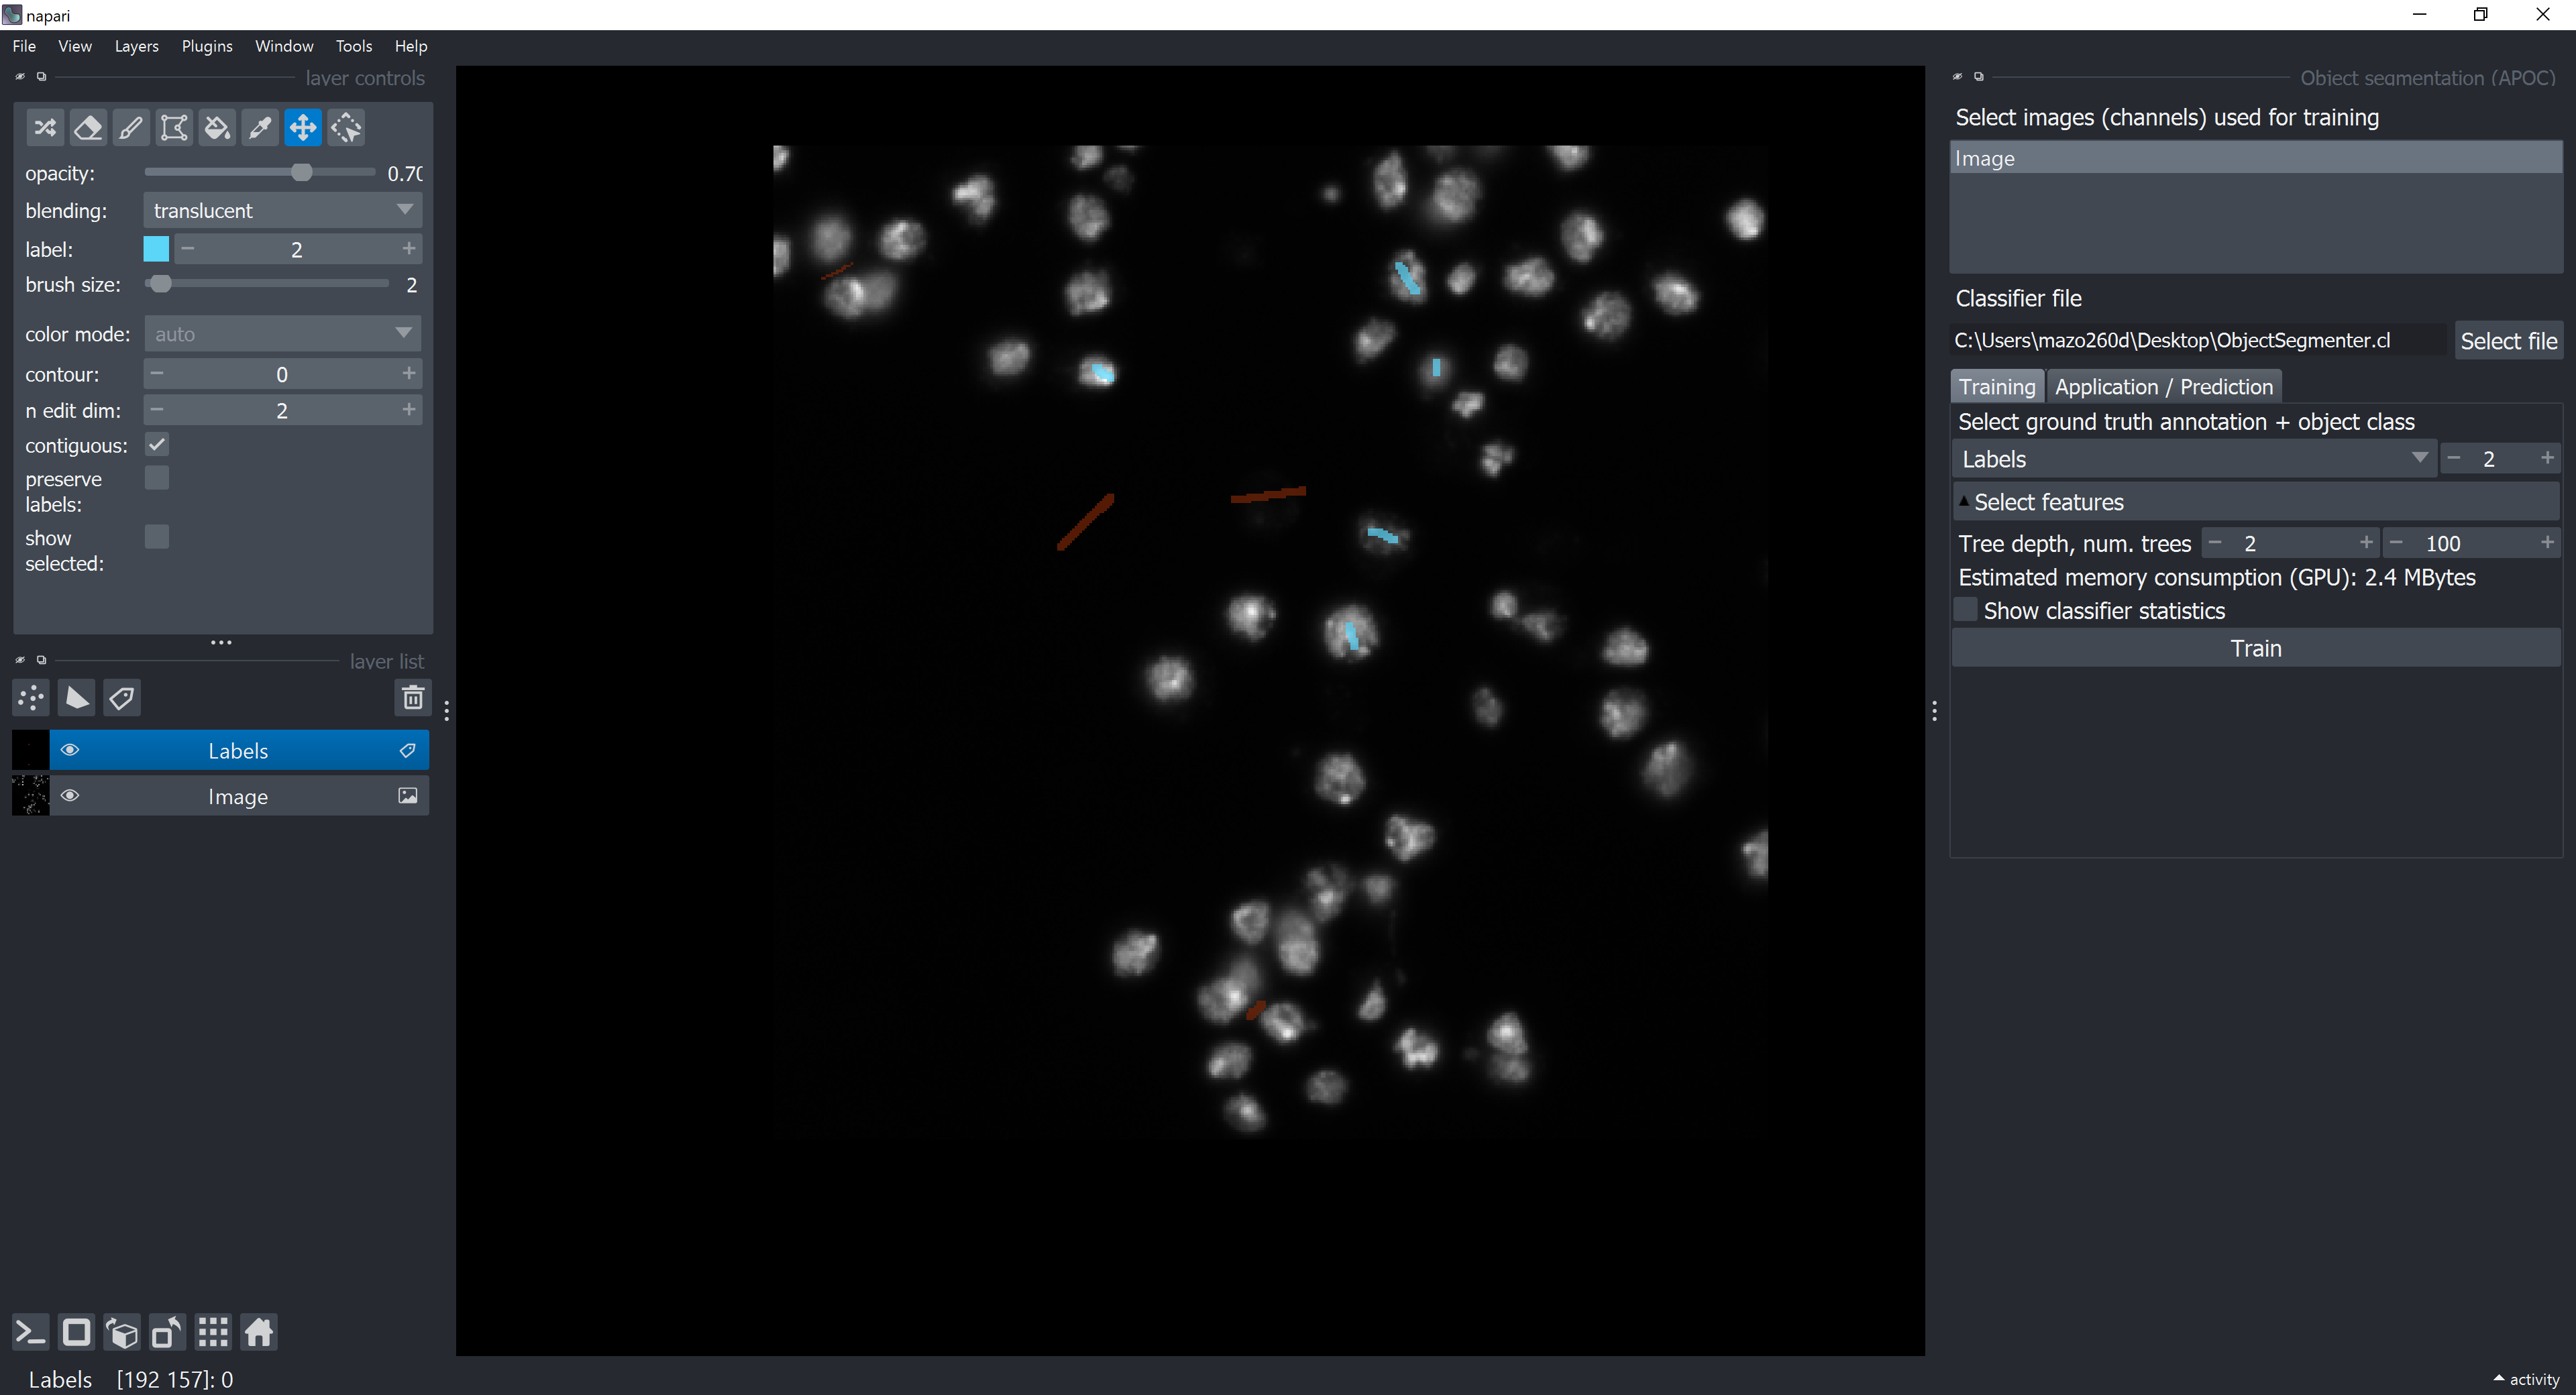 napari
File View Layers Plugins Window Tools Help
layer controls
opacity: 0.70
blending: translucent
label: 2
brush size: 2
color mode: auto
contour: 0
n edit dim: 2
contiguous:
preserve
labels:
show
selected:
layer list
Labels
Image
Labels [192 157]: 0
Object segmentation (APOC)
Select images (channels) used for training
Image
Classifier file
C:\Users\mazo260d\Desktop\ObjectSegmenter.cl Select file
Training Application / Prediction
Select ground truth annotation + object class
Labels 2
Select features
Tree depth, num. trees 2 100
Estimated memory consumption (GPU): 2.4 MBytes
Show classifier statistics
Train
activity